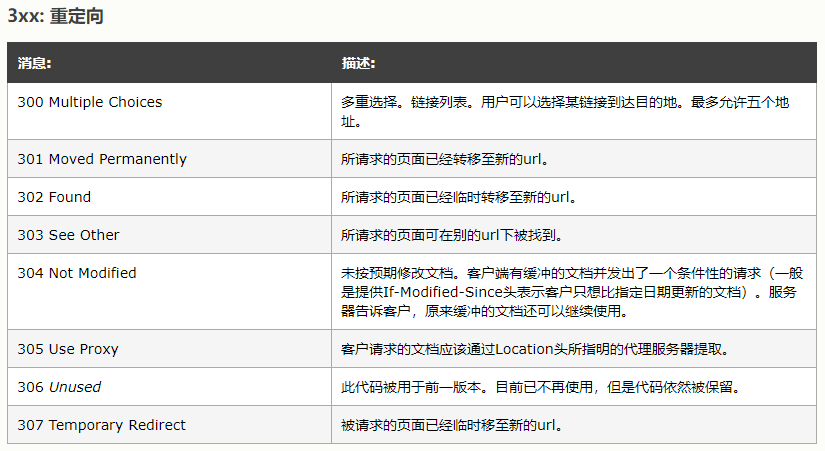 3xx: 重定向
消息:
描述:
300 Multiple Choices
多重选择。链接列表。用户可以选择某链接到达目的地。最多允许五个地
址。
301 Moved Permanently
所请求的页面已经转移至新的url。
302 Found
所请求的页面已经临时转移至新的url。
303 See Other
所请求的页面可在别的url下被找到。
304 Not Modified
未按预期修改文档。客户端有缓冲的文档并发出了一个条件性的请求（一般
是提供If-Modified-Since头表示客户只想比指定日期更新的文档）。服务
器告诉客户，原来缓冲的文档还可以继续使用。
305 Use Proxy
客户请求的文档应该通过Location头所指明的代理服务器提取。
306 Unused
此代码被用于前一版本。目前已不再使用，但是代码依然被保留。
307 Temporary Redirect
被请求的页面已经临时移至新的url。